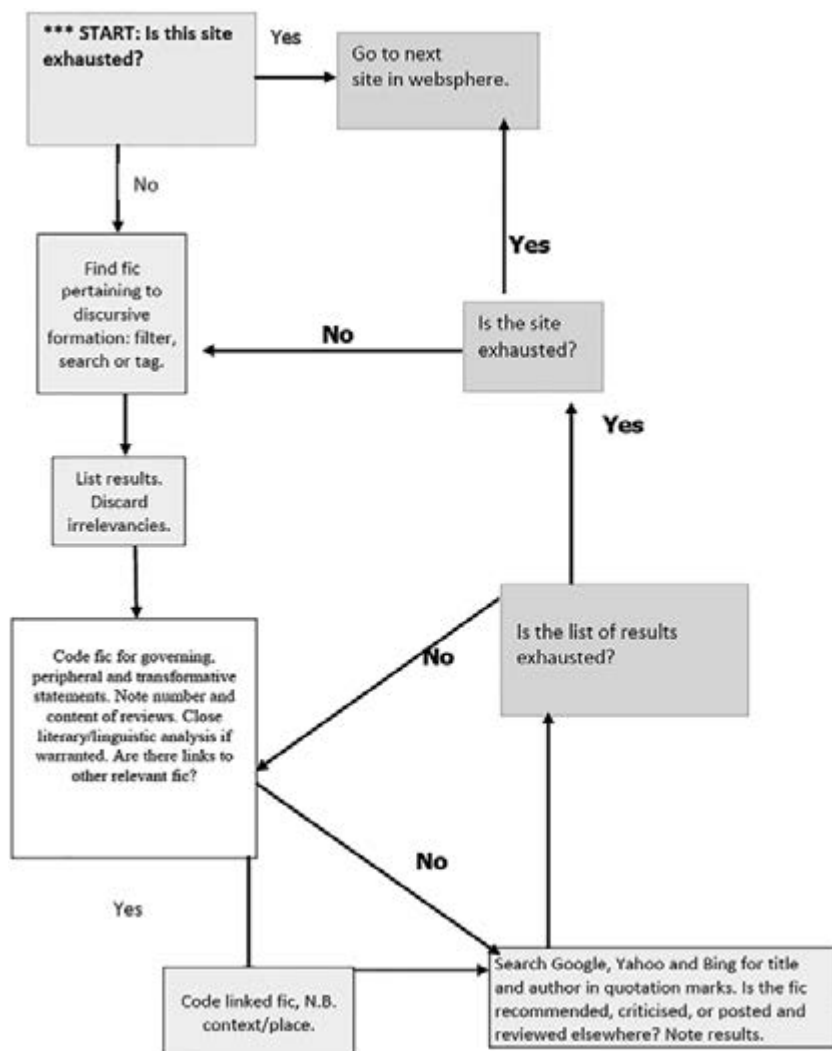 *** START: Is this site
exhausted?
Yes
Go to next
site in websphere.
No
Find fic
pertaining to
discursive
formation: filter,
search or tag.
No
Yes
Is the site
exhausted?
Yes
List results.
Discard
irrelevancies.
Code fic for governing,
peripheral and transformative
statements. Note number and
content of reviews. Close
literary/linguistic analysis if
warranted. Are there links to
other relevant fic?
No
Is the list of results
exhausted?
No
Yes
Code linked fic, N.B.
context/place.
Search Google, Yahoo and Bing for title
and author in quotation marks. Is the fic
recommended, criticised, or posted and
reviewed elsewhere? Note results.